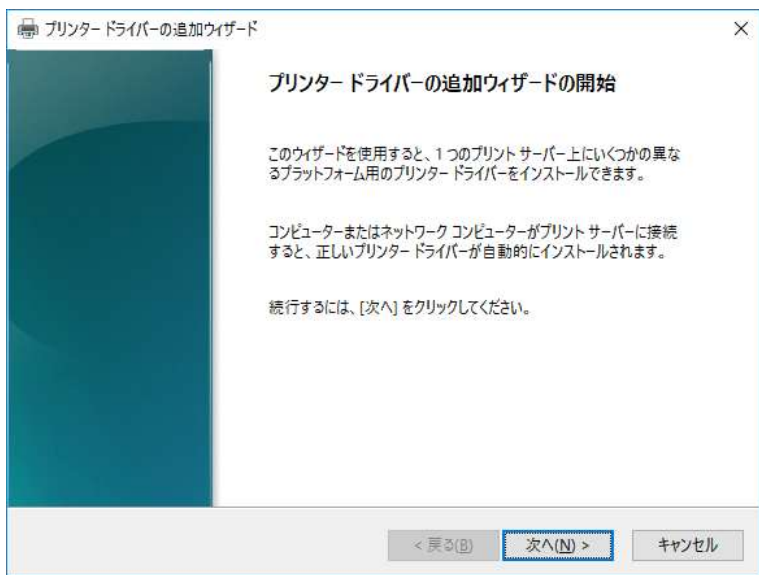 プリンター ドライバーの追加ウィザード
プリンター ドライバーの追加ウィザードの開始
このウィザードを使用すると、1 つのプリント サーバー上にいくつかの異な
るプラットフォーム用のプリンター ドライバーをインストールできます。
コンピューターまたはネットワーク コンピューターがプリント サーバーに接続
すると、正しいプリンター ドライバーが自動的にインストールされます。
続行するには、[次へ] をクリックしてください。
< 戻る(B)
次へ(N) >
キャンセル